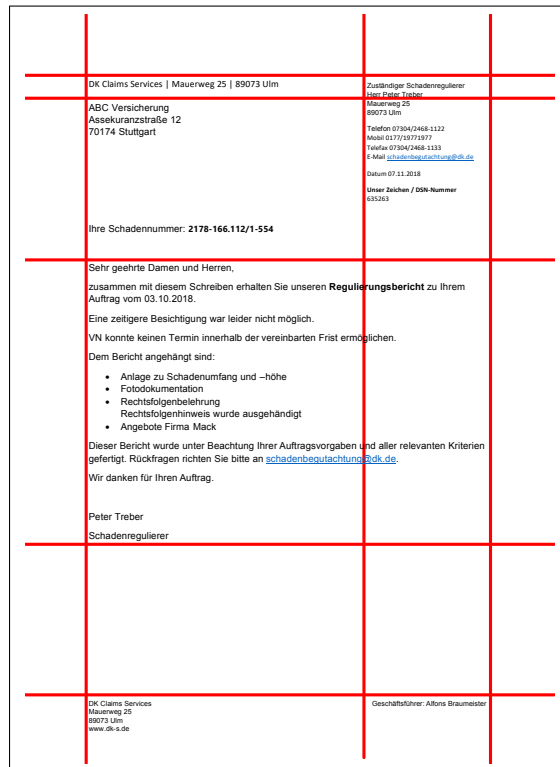 DK Claims Services | Mauerweg 25 | 89073 Ulm
ABC Versicherung
Assekuranzstraße 12
70174 Stuttgart
Zuständiger Schadenregulierer
Herr Peter Treber
Mauerweg 25
89073 Ulm
Telefon 07304/2468-1122
Mobil 0177/19771977
Telefax 07304/2468-1133
E-Mail schadenbegutachtung@dk.de
Datum 07.11.2018
Unser Zeichen / DSN-Nummer
635263
Ihre Schadennummer: 2178-166.112/1-554
Sehr geehrte Damen und Herren,
zusammen mit diesem Schreiben erhalten Sie unseren Regulierungsbericht zu Ihrem
Auftrag vom 03.10.2018.
Eine zeitigere Besichtigung war leider nicht möglich.
VN konnte keinen Termin innerhalb der vereinbarten Frist ermöglichen.
Dem Bericht angehängt sind:
• Anlage zu Schadenumfang und –höhe
• Fotodokumentation
• Rechtsfolgenbelehrung
Rechtsfolgenhinweis wurde ausgehändigt
• Angebote Firma Mack
Dieser Bericht wurde unter Beachtung Ihrer Auftragsvorgaben und aller relevanten Kriterien
gefertigt. Rückfragen richten Sie bitte an schadenbegutachtung@dk.de.
Wir danken für Ihren Auftrag.
Peter Treber
Schadenregulierer
DK Claims Services
Mauerweg 25
89073 Ulm
www.dk-s.de
Geschäftsführer: Alfons Braumeister